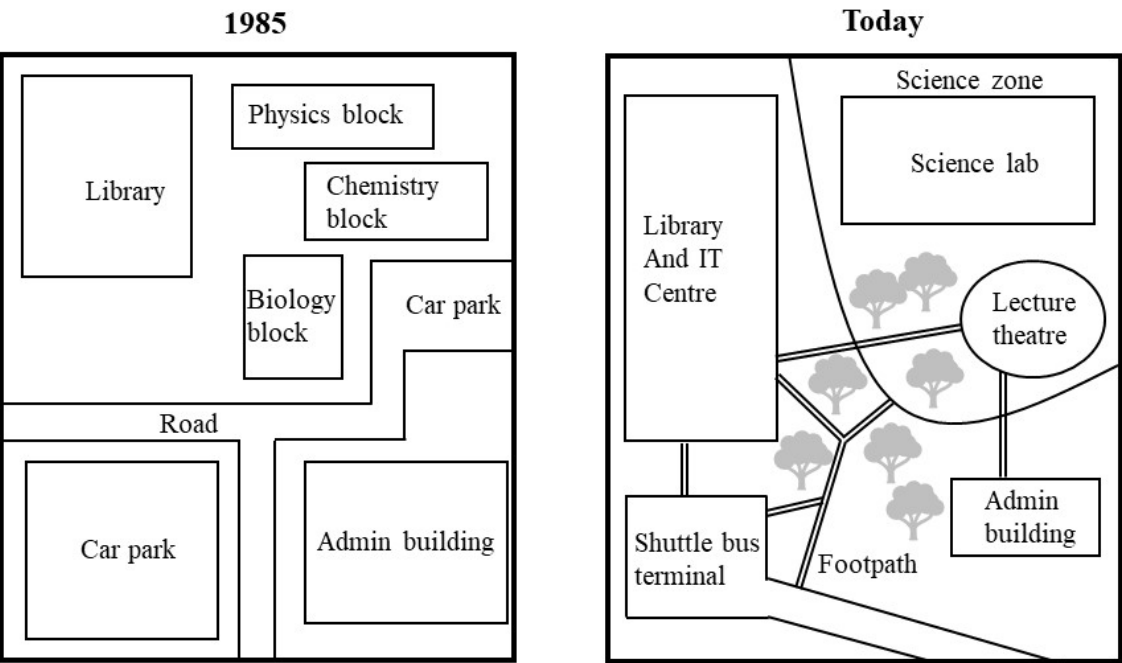 1985
Physics block
Library
Chemistry
block
Biology
block
Car park
Road
Car park
Admin building
Today
Science zone
Science lab
Library
And IT
Centre
Lecture
theatre
Admin
building
Shuttle bus
terminal
Footpath